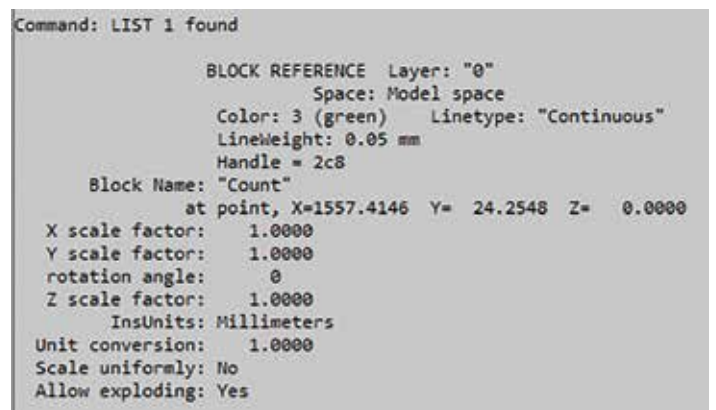 Command: LIST 1 found
BLOCK REFERENCE Layer: "0"
Space: Model space
Color: 3 (green) Linetype: "Continuous"
LineWeight: 0.05 mm
Handle = 2c8
Block Name: "Count"
at point, X=1557.4146 Y= 24.2548 Z= 0.0000
X scale factor: 1.0000
Y scale factor: 1.0000
rotation angle: 0
Z scale factor: 1.0000
InsUnits: Millimeters
Unit conversion: 1.0000
Scale uniformly: No
Allow exploding: Yes